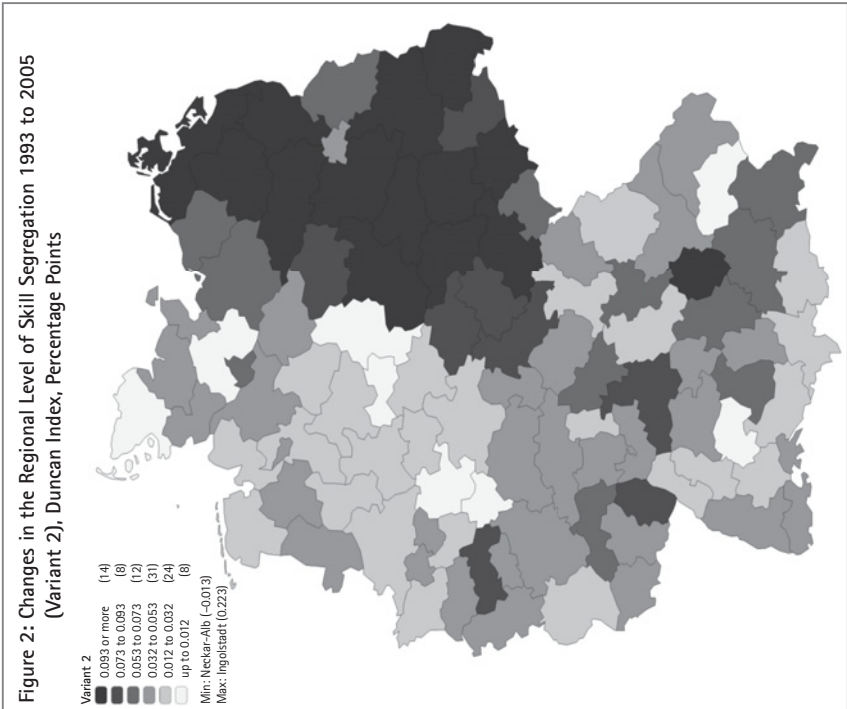 Figure 2: Changes in the Regional Level of Skill Segregation 1993 to 2005
(Variant 2), Duncan Index, Percentage Points
Variant 2
0.093 or more (14)
0.073 to 0.093 (8)
0.053 to 0.073 (12)
0.032 to 0.053 (31)
0.012 to 0.032 (24)
up to 0.012 (8)
Min: Neckar-Alb (−0.013)
Max: Ingolstadt (0.223)